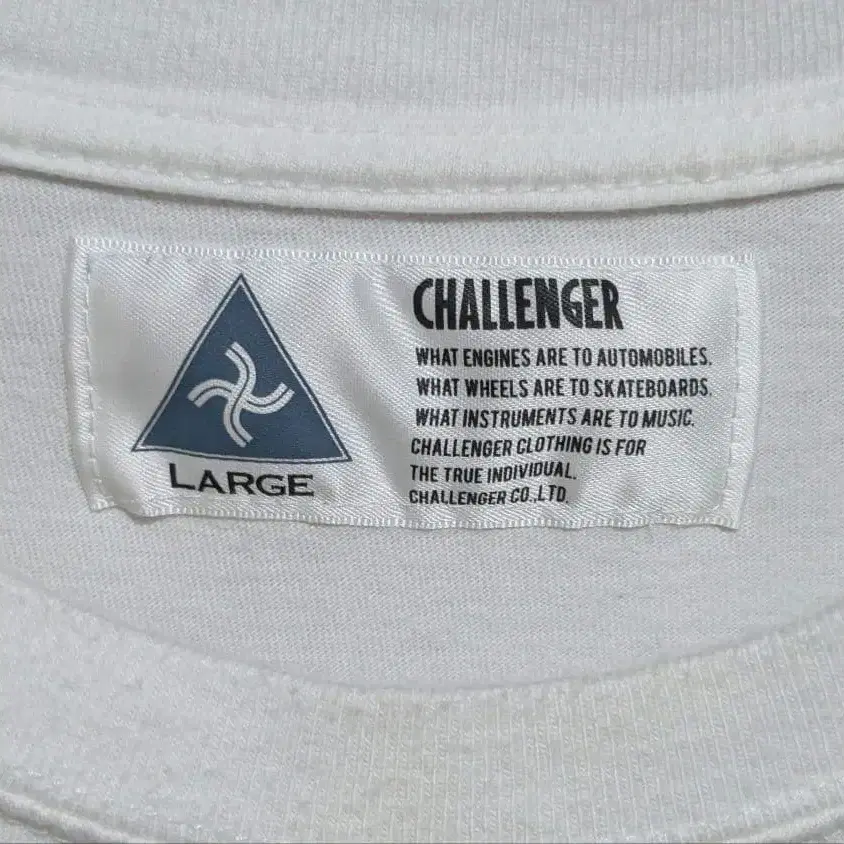 LARGE
CHALLENGER
WHAT ENGINES ARE TO AUTOMOBILES.
WHAT WHEELS ARE TO SKATEBOARDS.
WHAT INSTRUMENTS ARE TO MUSIC.
CHALLENGER CLOTHING IS FOR
THE TRUE INDIVIDUAL.
CHALLENGER CO.,LTD.